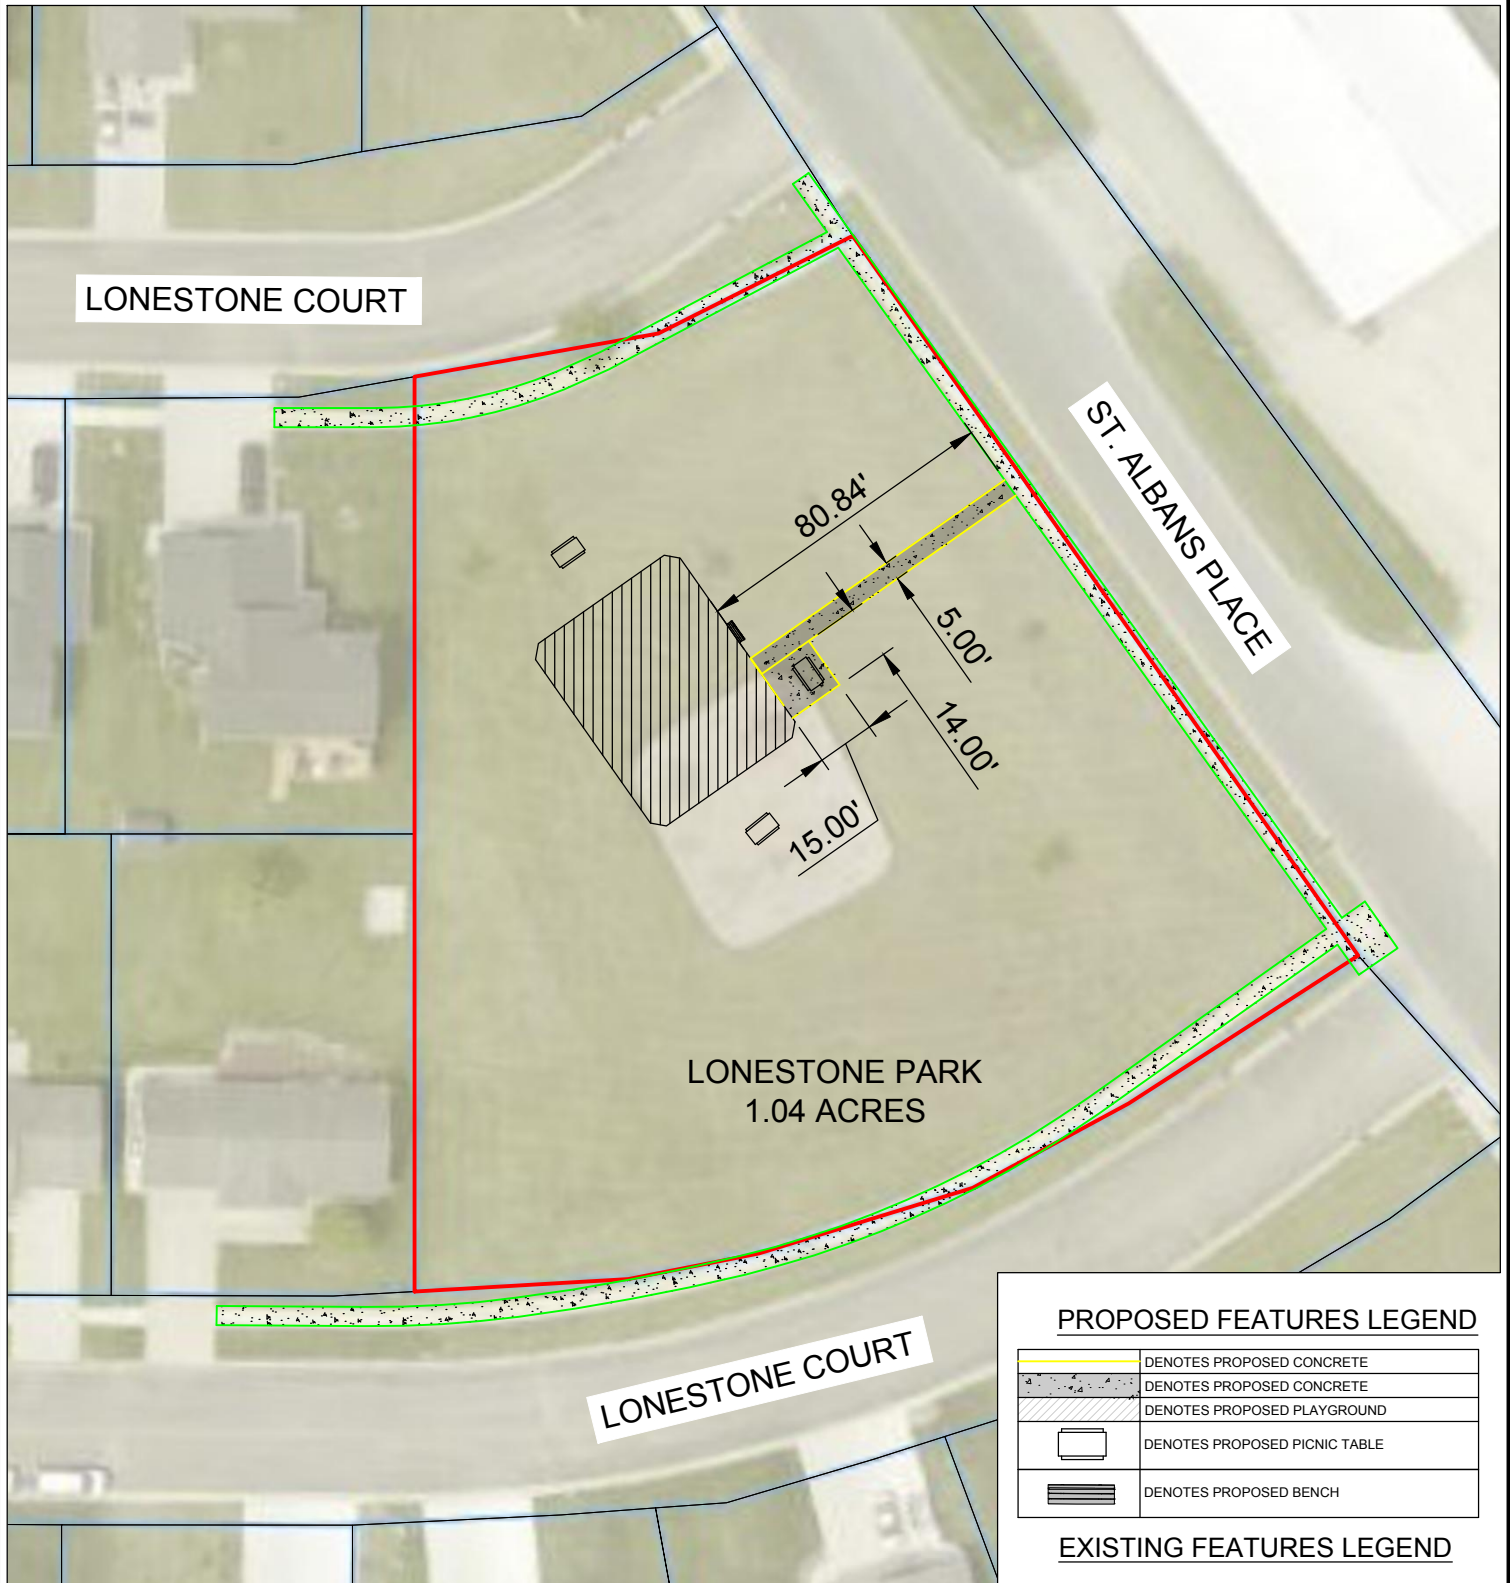 LONESTONE COURT
ST. ALBANS PLACE
80.84'
5.00'
14.00'
15.00'
LONESTONE PARK
1.04 ACRES
LONESTONE COURT
PROPOSED FEATURES LEGEND
DENOTES PROPOSED CONCRETE
DENOTES PROPOSED CONCRETE
DENOTES PROPOSED PLAYGROUND
DENOTES PROPOSED PICNIC TABLE
DENOTES PROPOSED BENCH
EXISTING FEATURES LEGEND